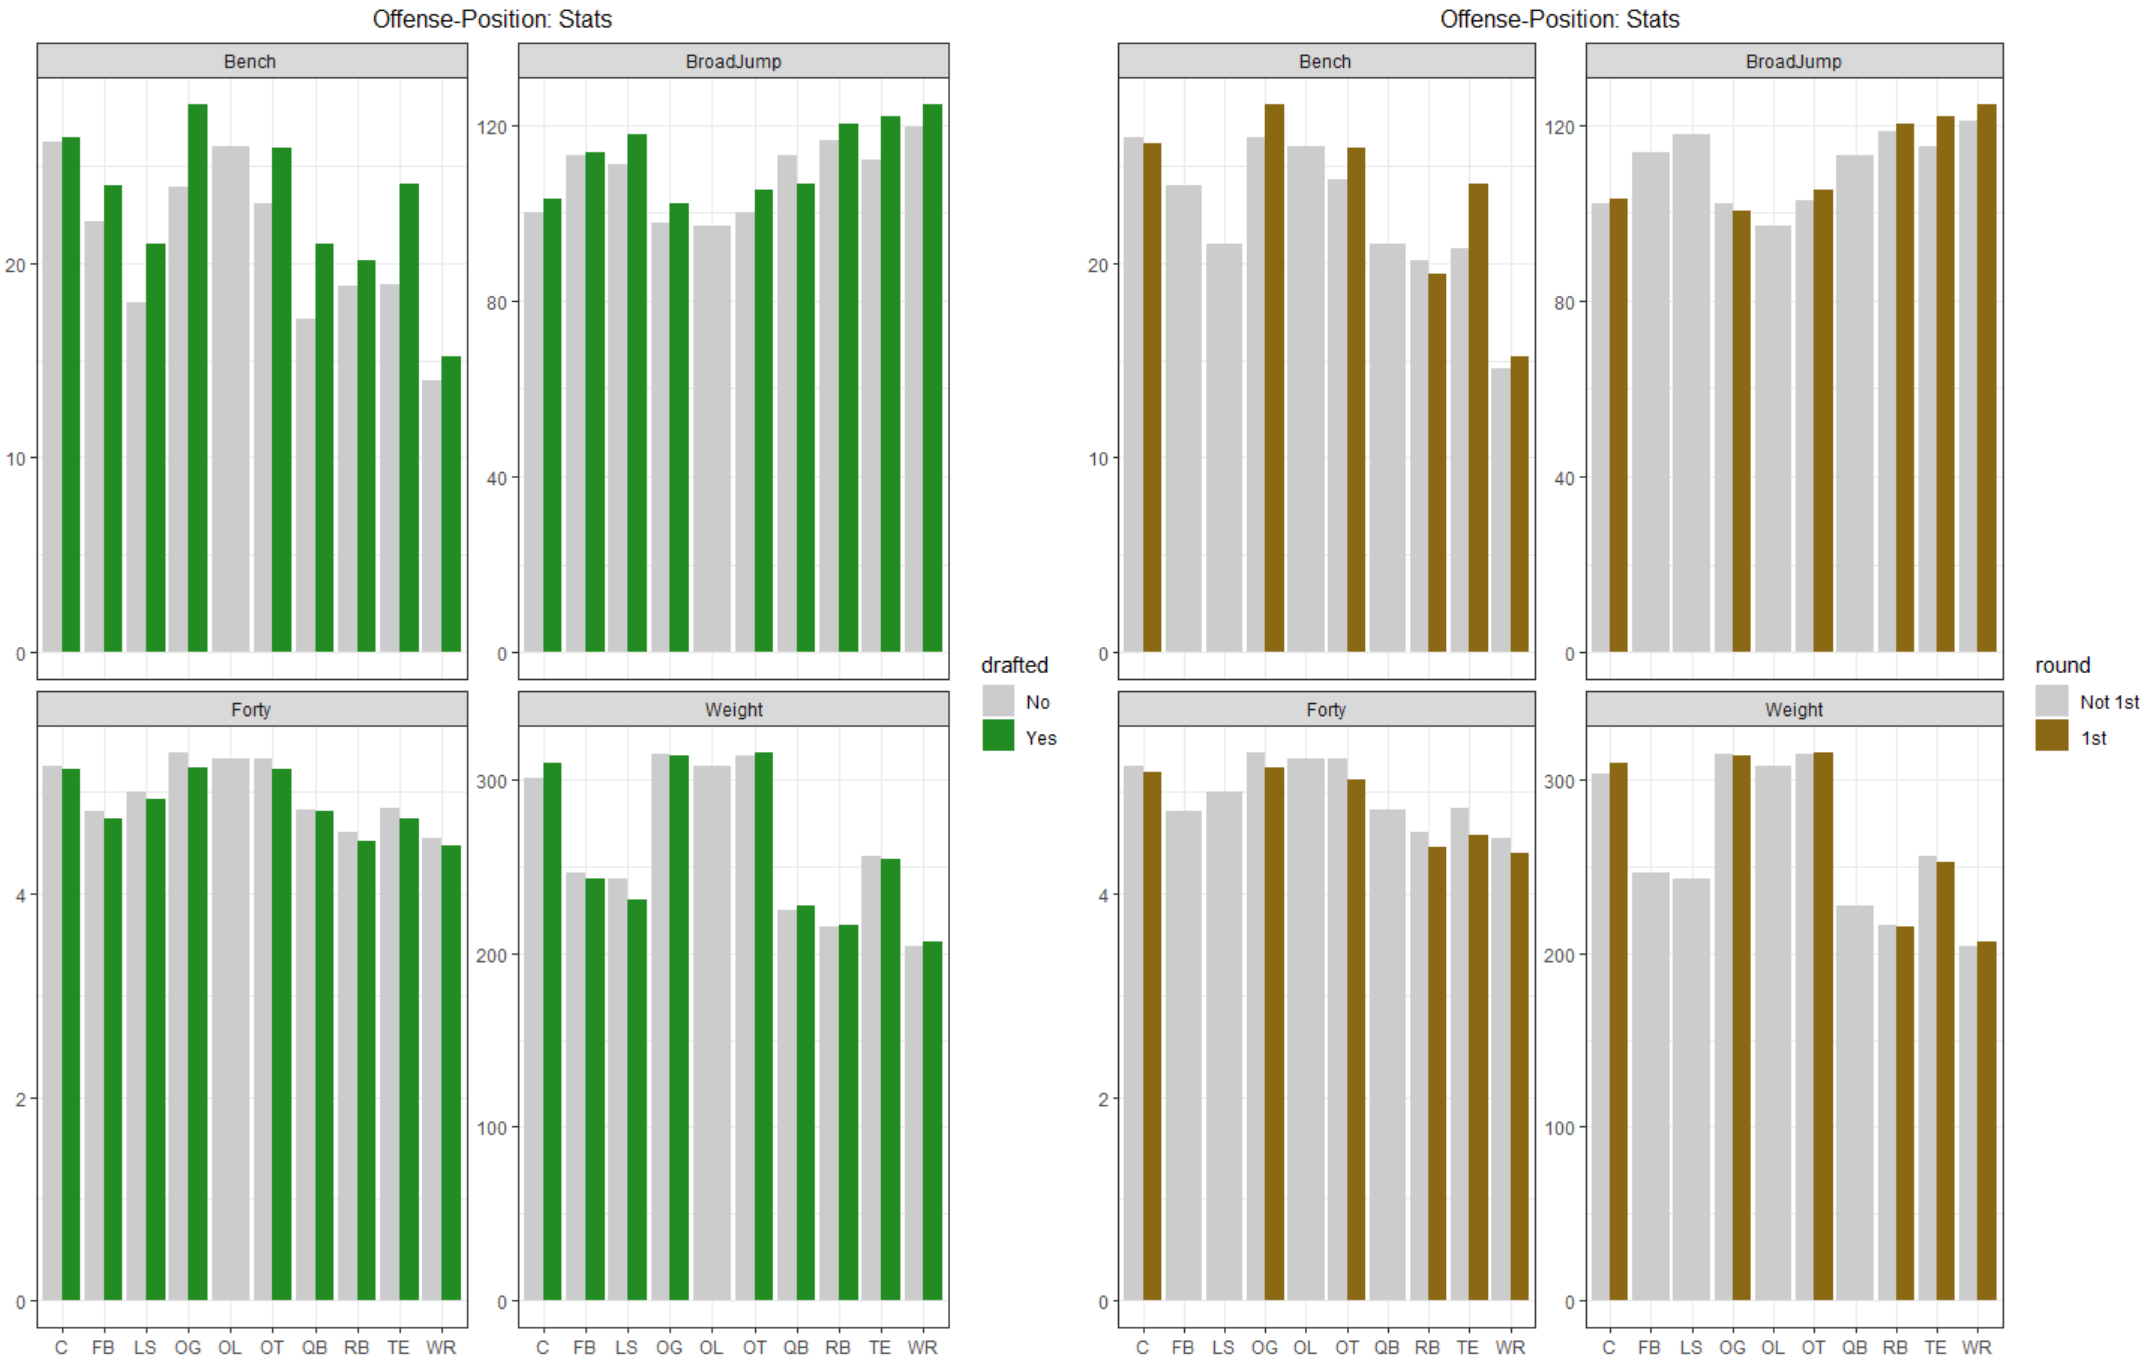 Offense-Position: Stats
Bench
BroadJump
20
10
0
120
80
40
0
Forty
Weight
4
2
0
300
200
100
0
C FB LS OG OL OT QB RB TE WR
C FB LS OG OL OT QB RB TE WR
drafted
No
Yes
Offense-Position: Stats
Bench
BroadJump
20
10
0
120
80
40
0
Forty
Weight
4
2
0
300
200
100
0
C FB LS OG OL OT QB RB TE WR
C FB LS OG OL OT QB RB TE WR
round
Not 1st
1st